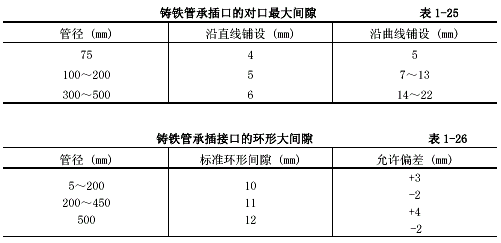 铸铁管承插口的对口最大间隙 表 1-25
管径 (mm) 沿直线铺设 (mm) 沿曲线铺设 (mm)
75 4 5
100～200 5 7～13
300～500 6 14～22
铸铁管承插接口的环形大间隙 表 1-26
管径 (mm) 标准环形间隙 (mm) 允许偏差 (mm)
+3
5～200 10
-2
200～450 11
+4
500 12
-2